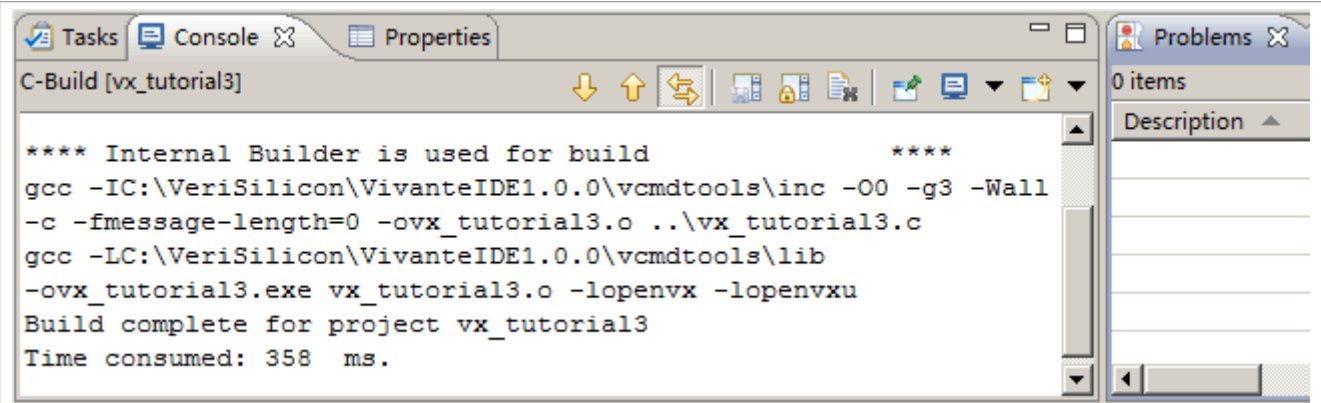 Tasks Console Properties
C-Build [vx_tutorial3]
**** Internal Builder is used for build                ****
gcc -IC:\VeriSilicon\VivanteIDE1.0.0\vcmdtools\inc -O0 -g3 -Wall
-c -fmessage-length=0 -ovx_tutorial3.o ..\vx_tutorial3.c
gcc -LC:\VeriSilicon\VivanteIDE1.0.0\vcmdtools\lib
-ovx_tutorial3.exe vx_tutorial3.o -lopenvx -lopenvxu
Build complete for project vx_tutorial3
Time consumed: 358  ms.
Problems
0 items
Description